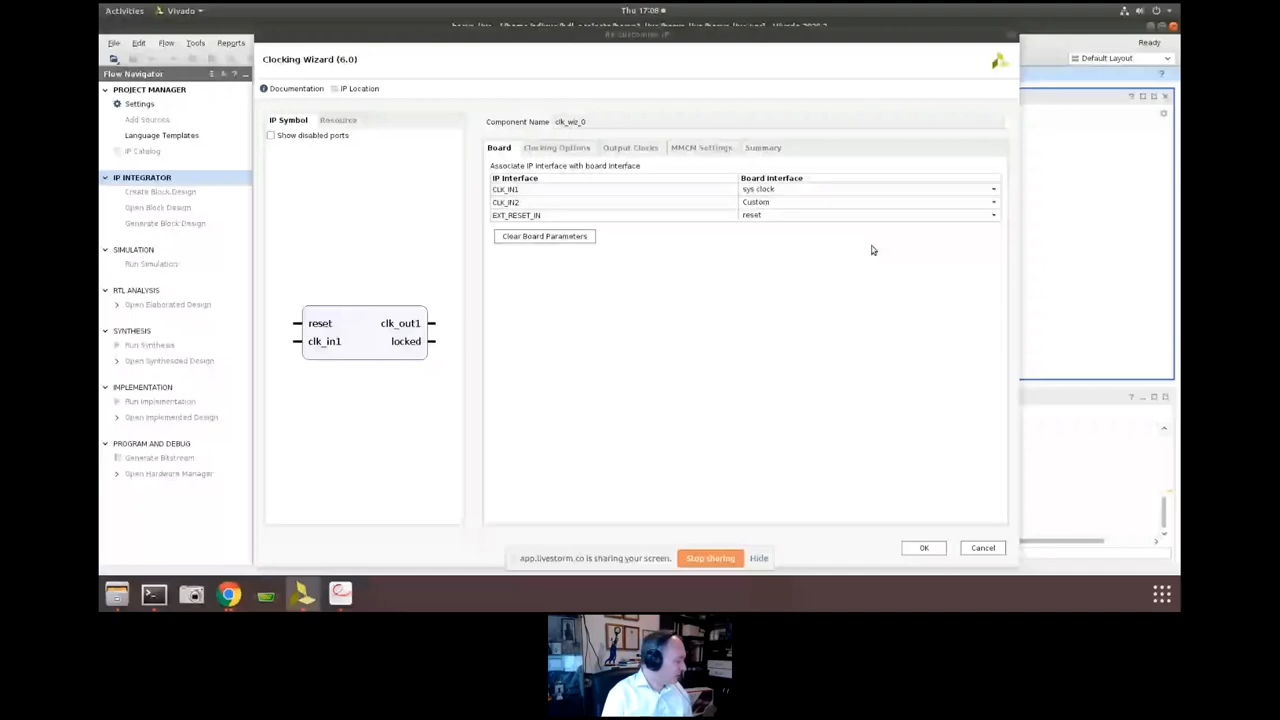 Activities
Vivado
Thu 17:08
File Edit Flow Tools Reports
Ready
Default Layout
Flow Navigator
PROJECT MANAGER
Settings
Add Sources
Language Templates
IP Catalog
IP INTEGRATOR
Create Block Design
Open Block Design
Generate Block Design
SIMULATION
Run Simulation
RTL ANALYSIS
Open Elaborated Design
SYNTHESIS
Run Synthesis
Open Synthesized Design
IMPLEMENTATION
Run Implementation
Open Implemented Design
PROGRAM AND DEBUG
Generate Bitstream
Open Hardware Manager
Re-customize IP
Clocking Wizard (6.0)
Documentation
IP Location
IP Symbol
Resource
Show disabled ports
reset
clk_out1
clk_in1
locked
Component Name clk_wiz_0
Board
Clocking Options
Output Clocks
MMCM Settings
Summary
Associate IP interface with board interface
IP Interface
Board Interface
CLK_IN1
sys clock
CLK_IN2
Custom
EXT_RESET_IN
reset
Clear Board Parameters
OK
Cancel
app.livestorm.co is sharing your screen.
Stop sharing
Hide